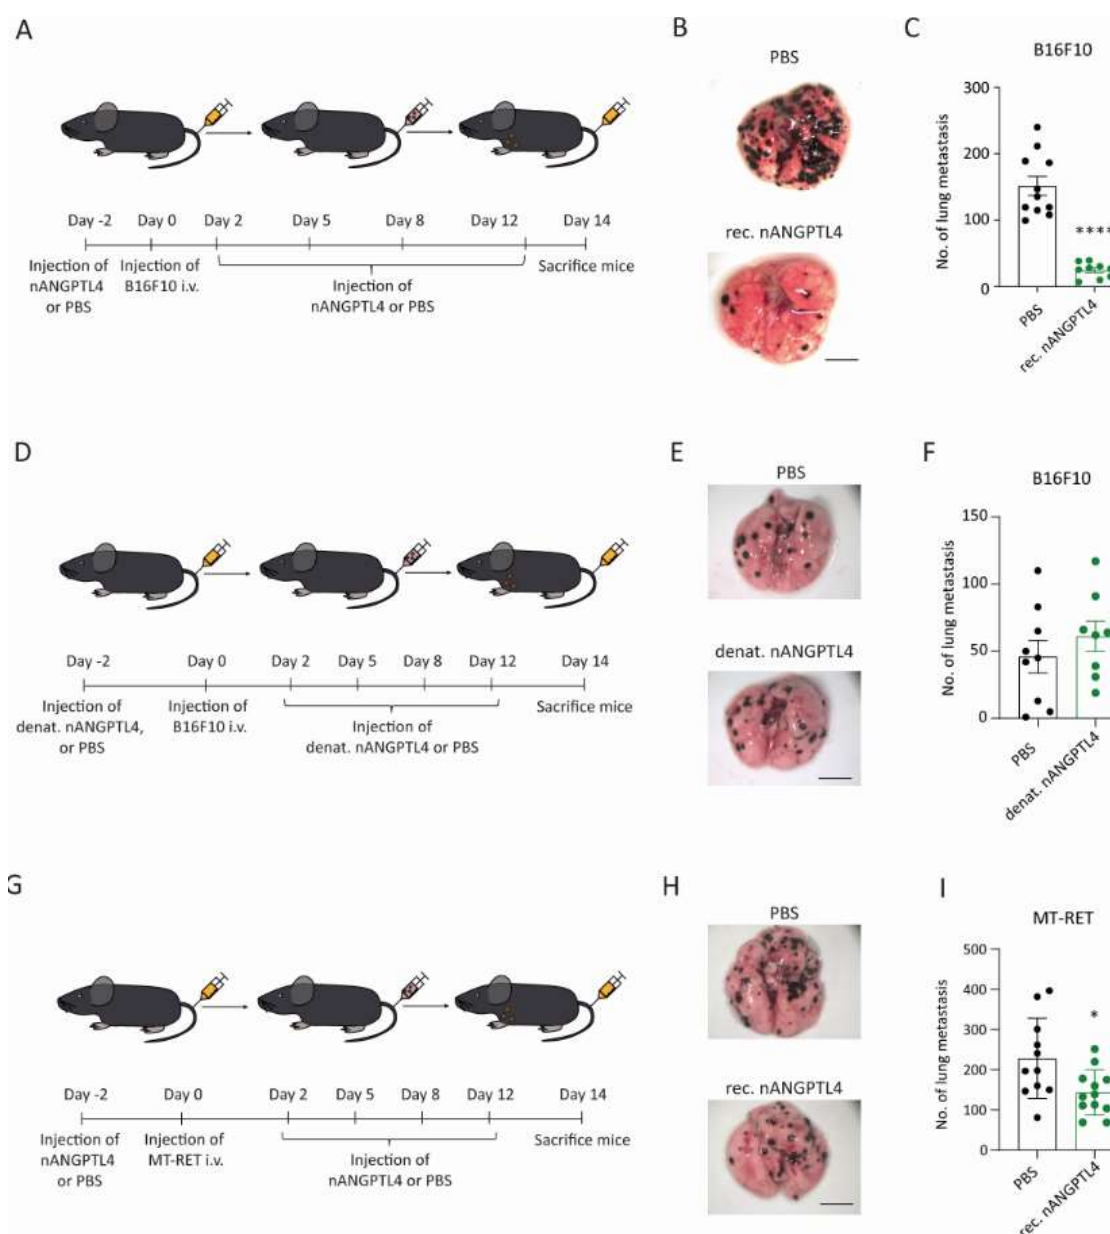 A
Day -2 Day 0 Day 2 Day 5 Day 8 Day 12 Day 14
Injection of
nANGPTL4
or PBS
Injection of
B16F10 i.v.
Injection of
nANGPTL4 or PBS
Sacrifice mice
B
PBS
rec. nANGPTL4
C
B16F10
No. of lung metastasis
300
200
100
0
****
PBS
rec. nANGPTL4
D
Day -2 Day 0 Day 2 Day 5 Day 8 Day 12 Day 14
Injection of
denat. nANGPTL4,
or PBS
Injection of
B16F10 i.v.
Injection of
denat. nANGPTL4 or PBS
Sacrifice mice
E
PBS
denat. nANGPTL4
F
B16F10
No. of lung metastasis
150
100
50
0
PBS
denat. nANGPTL4
G
Day -2 Day 0 Day 2 Day 5 Day 8 Day 12 Day 14
Injection of
nANGPTL4
or PBS
Injection of
MT-RET i.v.
Injection of
nANGPTL4 or PBS
Sacrifice mice
H
PBS
rec. nANGPTL4
I
MT-RET
No. of lung metastasis
500
400
300
200
100
0
*
PBS
rec. nANGPTL4